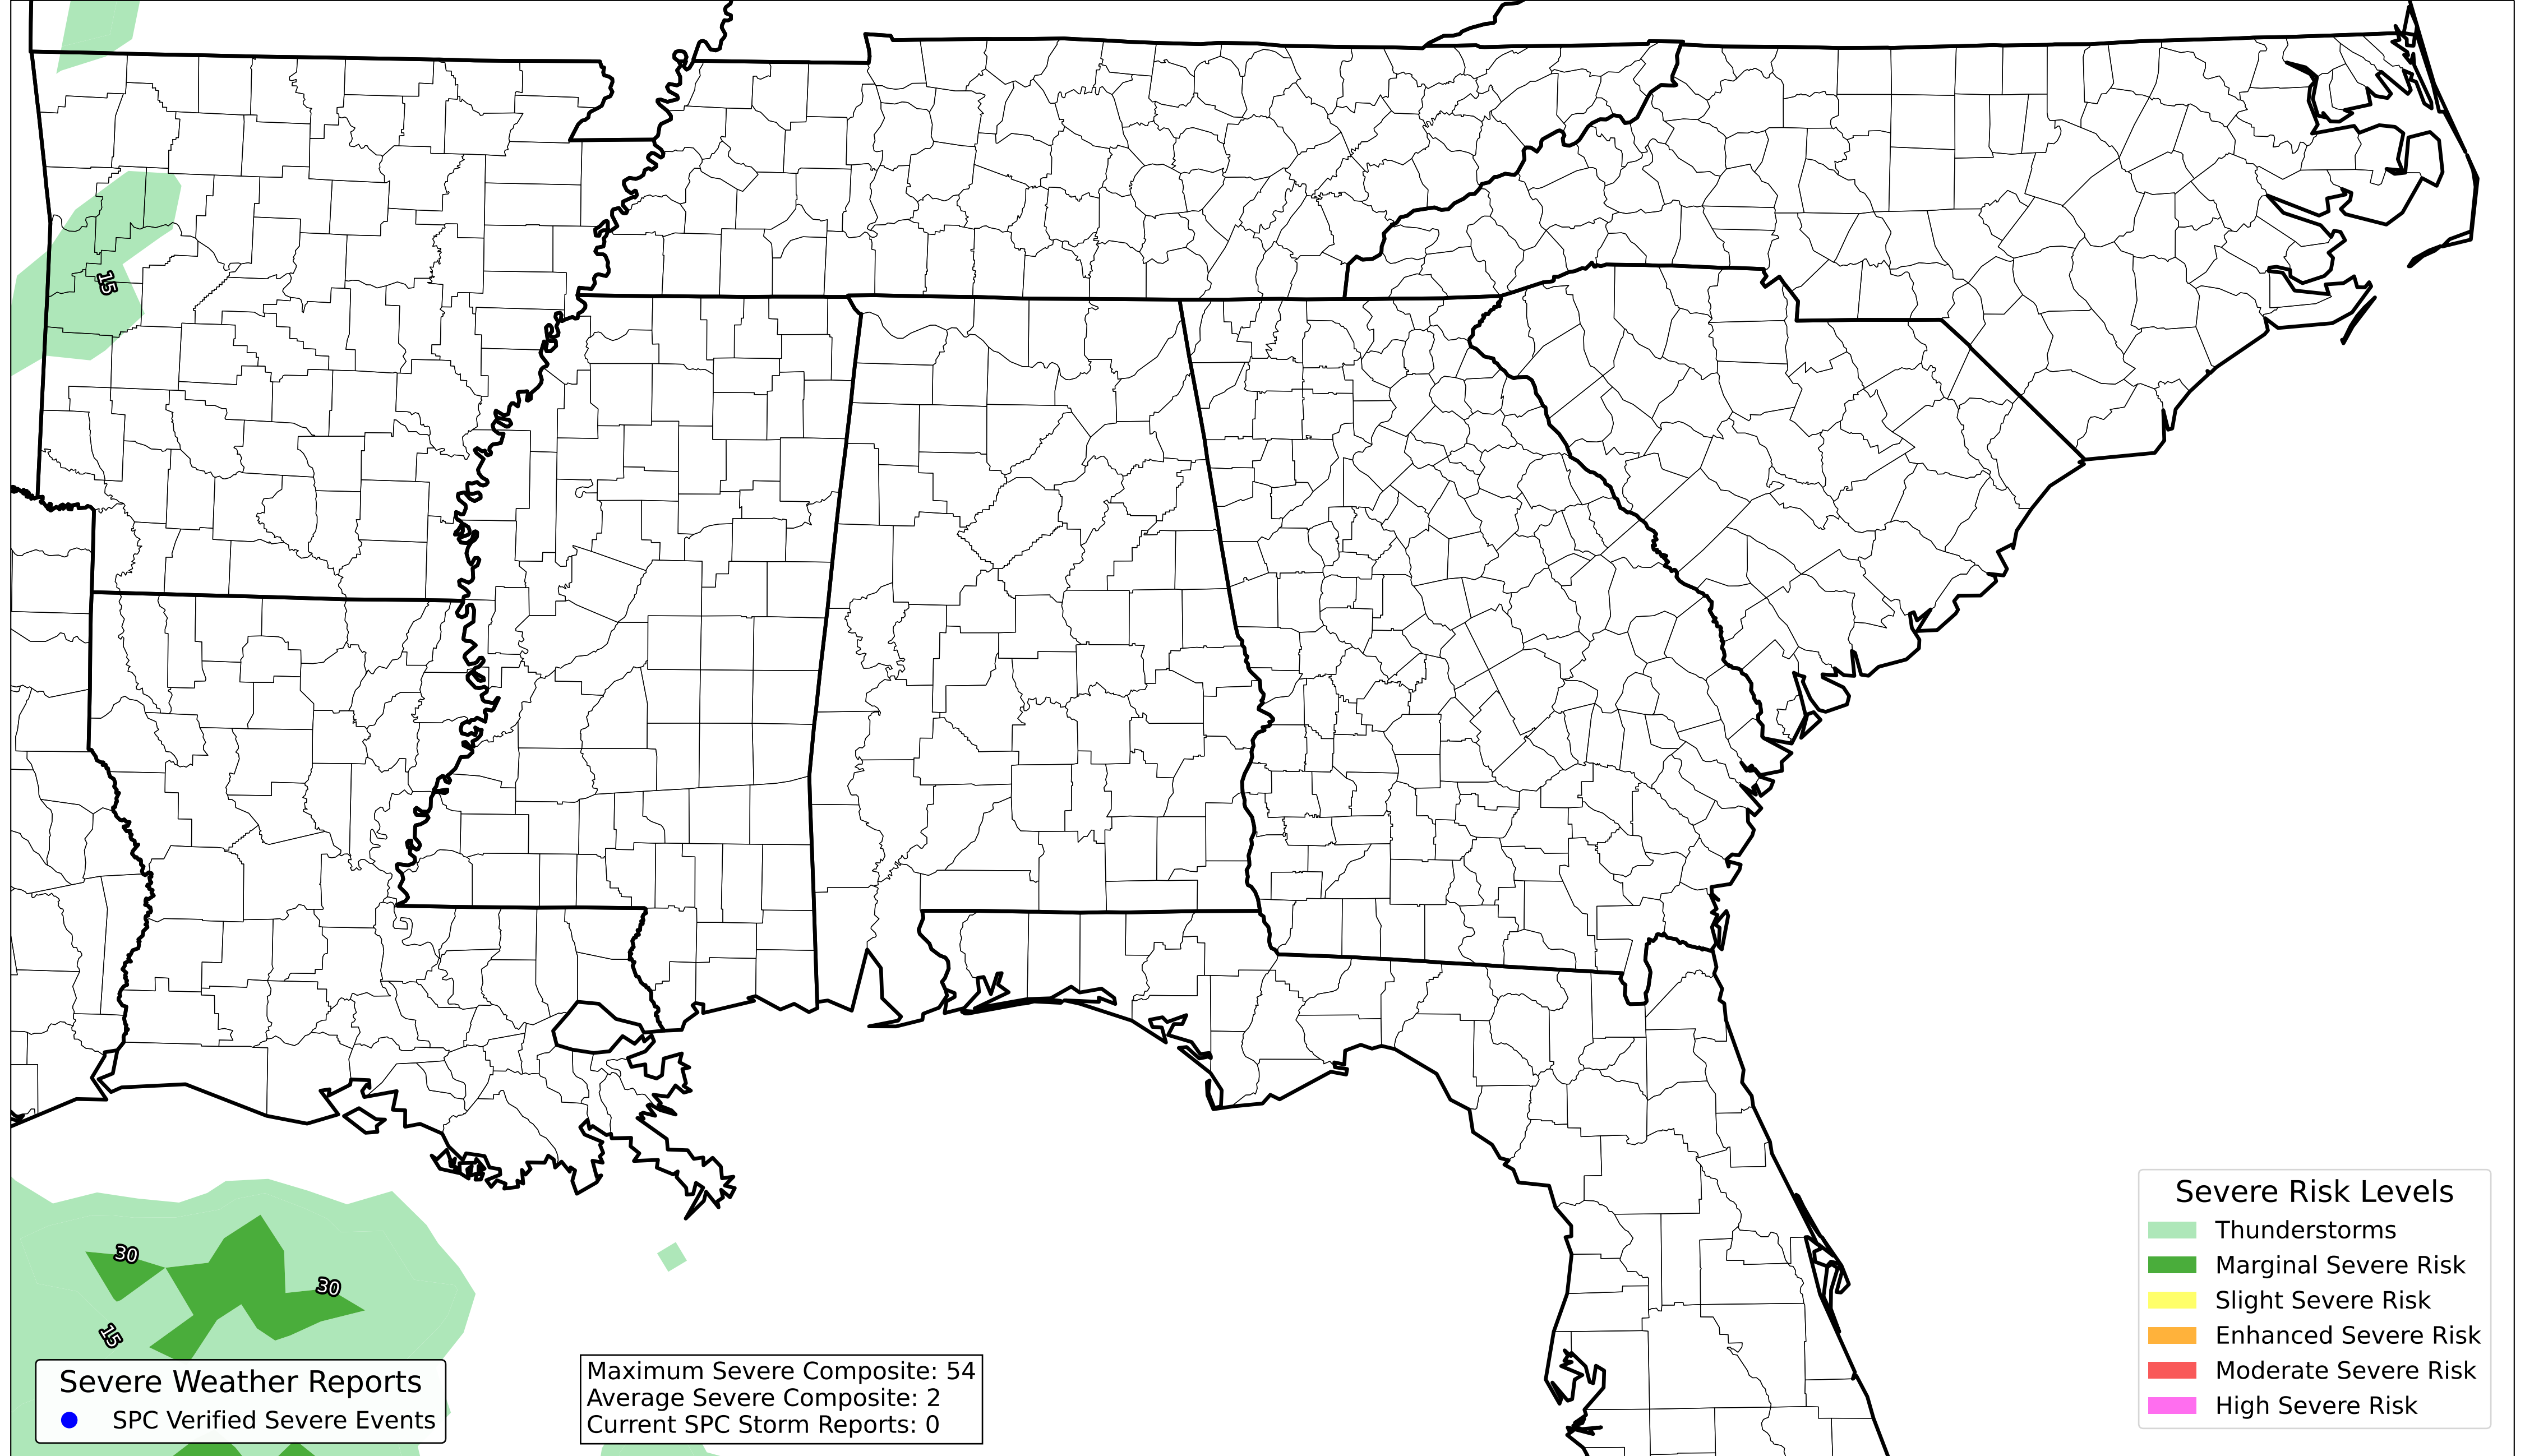 15
30
30
15
Severe Weather Reports
SPC Verified Severe Events
Maximum Severe Composite: 54
Average Severe Composite: 2
Current SPC Storm Reports: 0
Severe Risk Levels
Thunderstorms
Marginal Severe Risk
Slight Severe Risk
Enhanced Severe Risk
Moderate Severe Risk
High Severe Risk